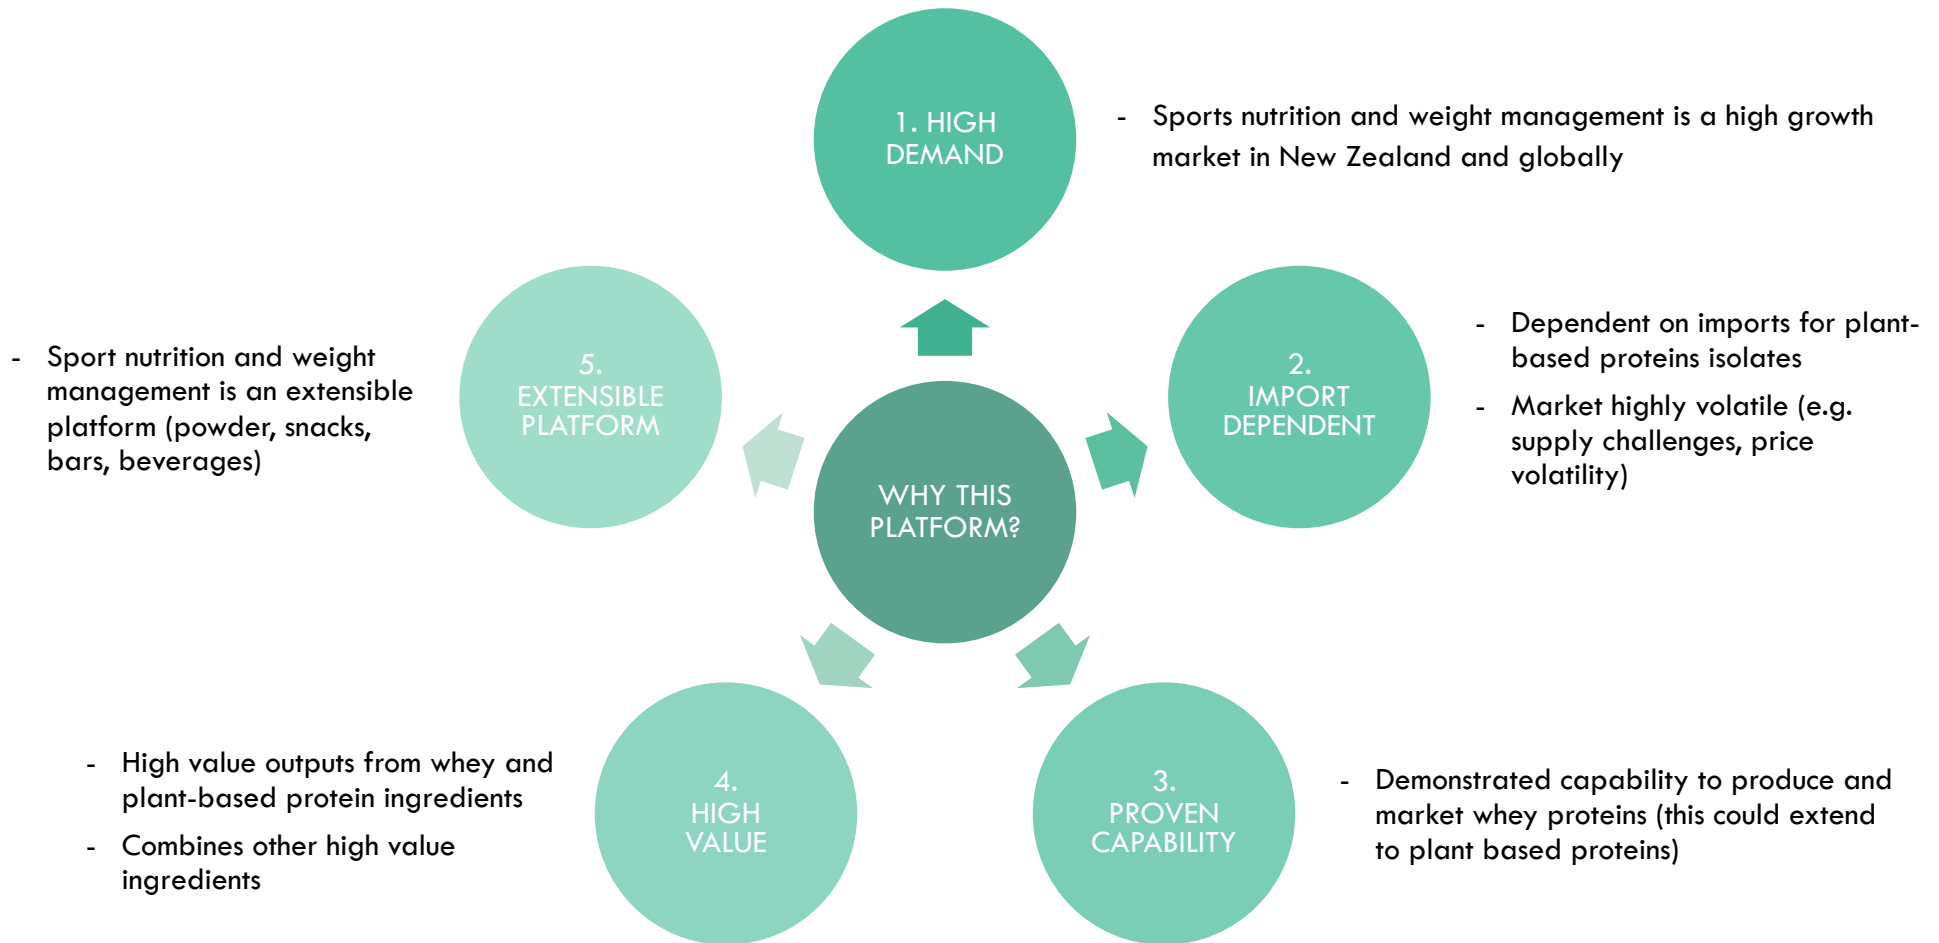 1. HIGH
DEMAND
- Sports nutrition and weight management is a high growth
market in New Zealand and globally
2.
IMPORT
DEPENDENT
- Dependent on imports for plant-
based proteins isolates
- Market highly volatile (e.g.
supply challenges, price
volatility)
3.
PROVEN
CAPABILITY
- Demonstrated capability to produce and
market whey proteins (this could extend
to plant based proteins)
4.
HIGH
VALUE
- High value outputs from whey and
plant-based protein ingredients
- Combines other high value
ingredients
5.
EXTENSIBLE
PLATFORM
- Sport nutrition and weight
management is an extensible
platform (powder, snacks,
bars, beverages)
WHY THIS
PLATFORM?